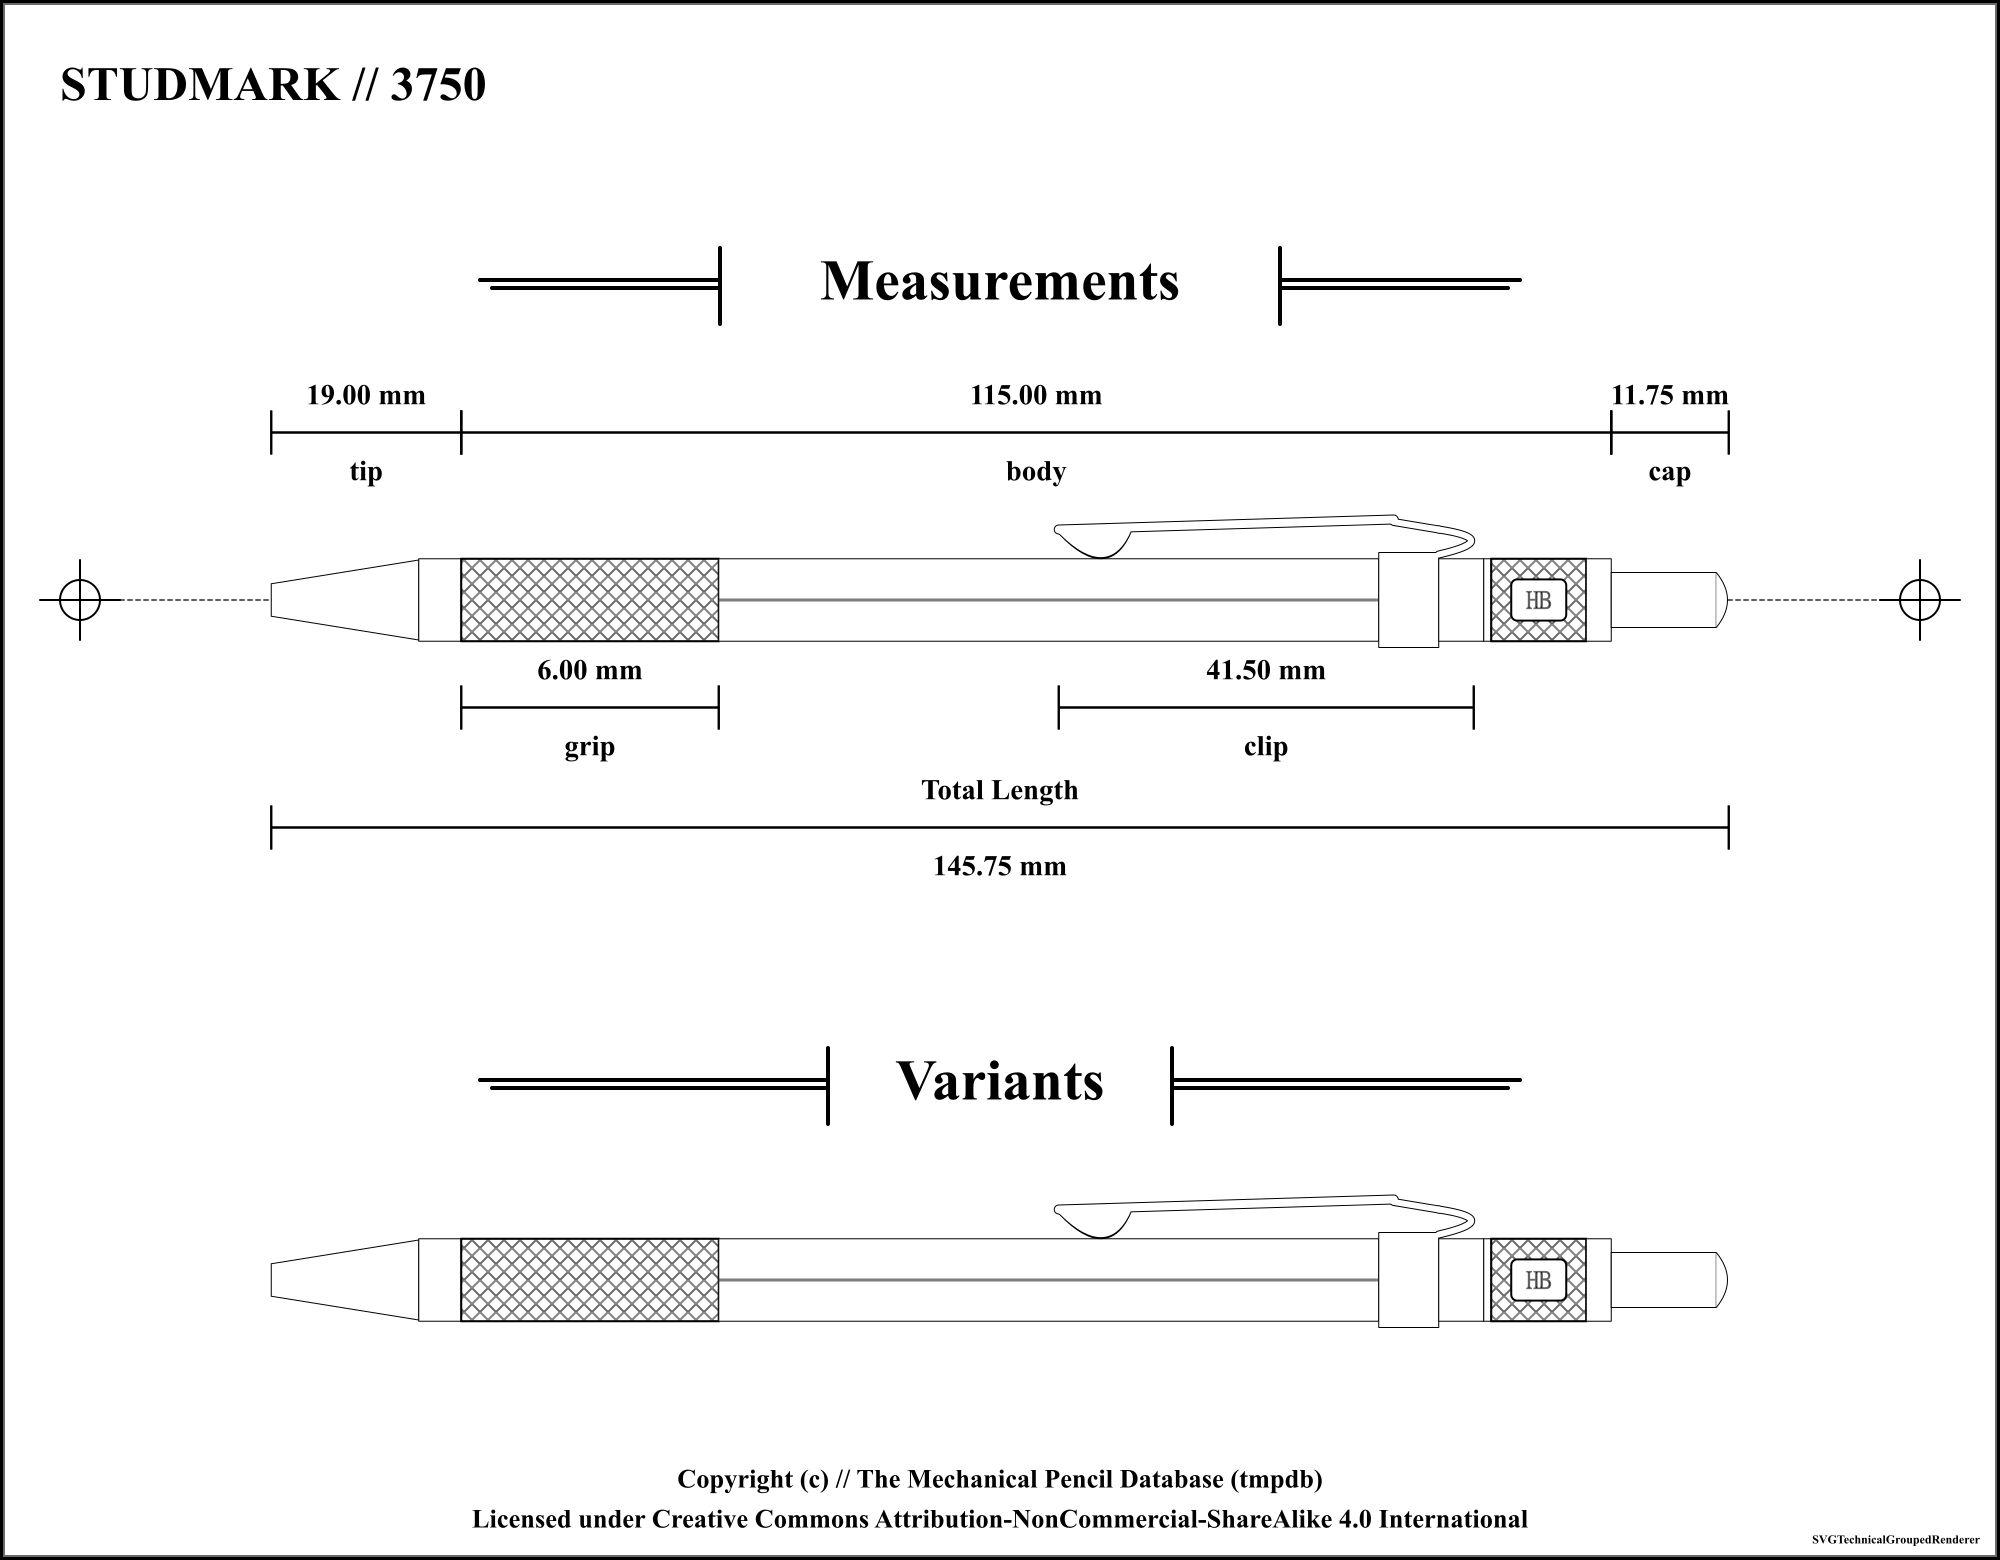 STUDMARK // 3750
Measurements
19.00 mm
115.00 mm
11.75 mm
tip
body
cap
HB
6.00 mm
41.50 mm
grip
clip
Total Length
145.75 mm
Variants
HB
Copyright (c) // The Mechanical Pencil Database (tmpdb)
Licensed under Creative Commons Attribution-NonCommercial-ShareAlike 4.0 International
SVGTechnicalGroupedRenderer